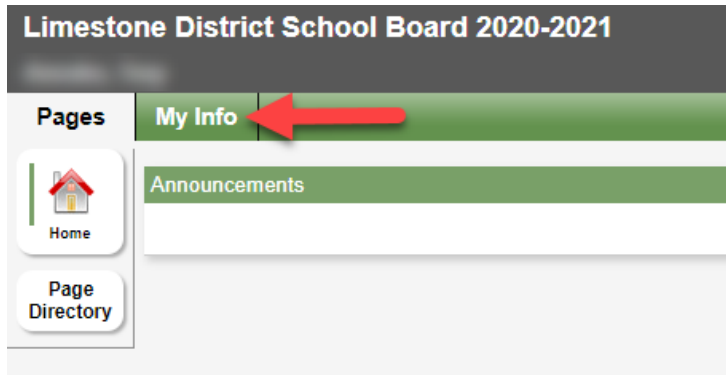 Limestone District School Board 2020-2021
Pages
My Info
Announcements
Home
Page
Directory